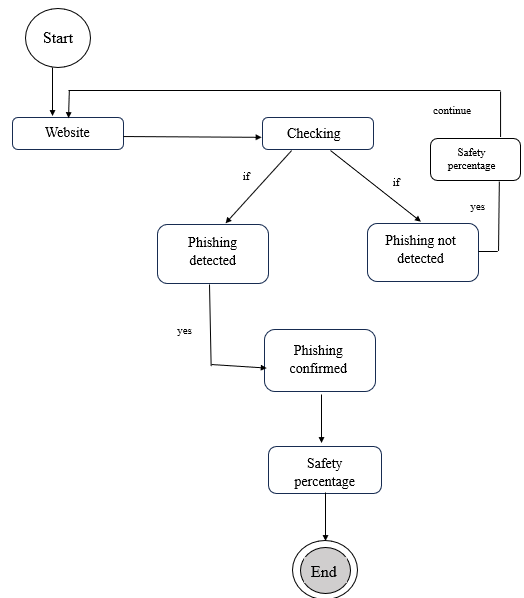 Start
continue
Website
Checking
Safety
percentage
if
if
yes
Phishing
detected
Phishing not
detected
yes
Phishing
confirmed
Safety
percentage
End